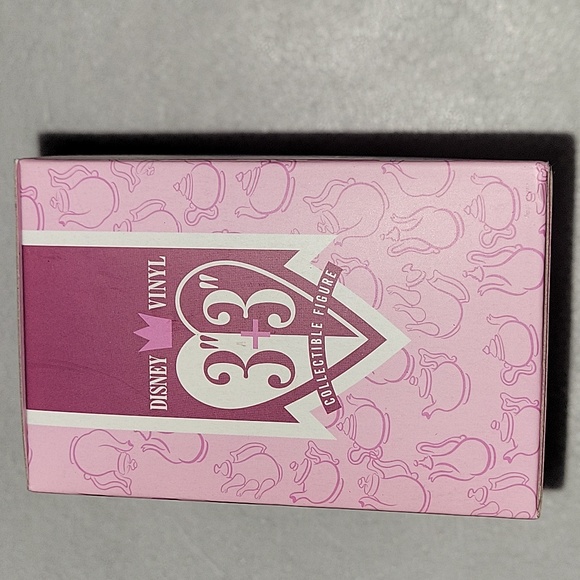 DISNEY VINYL
3" + 3"
COLLECTIBLE FIGURE